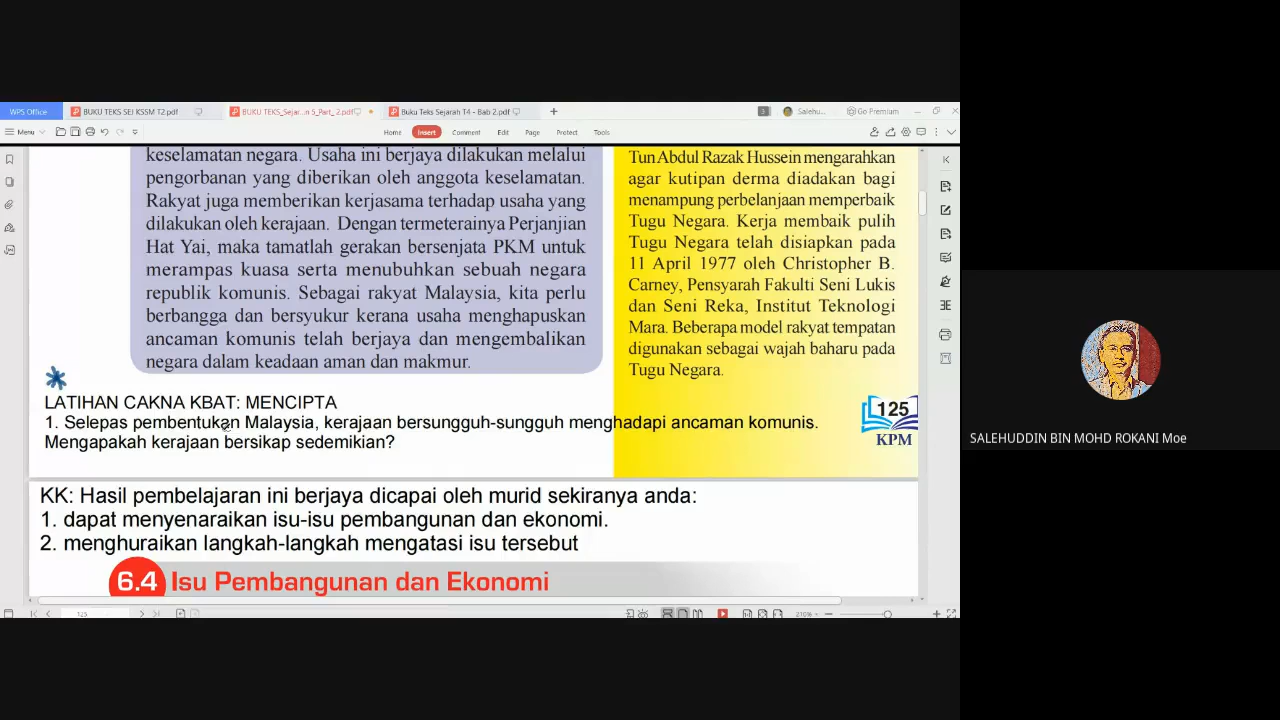 WPS Office
BUKU TEKS SEJ KSSM T2.pdf
BUKU TEKS_Sejar...n 5_Part_ 2.pdf
Buku Teks Sejarah T4 - Bab 2.pdf
Salehu...
Go Premium
Menu
Home
Insert
Comment
Edit
Page
Protect
Tools
keselamatan negara. Usaha ini berjaya dilakukan melalui
pengorbanan yang diberikan oleh anggota keselamatan.
Rakyat juga memberikan kerjasama terhadap usaha yang
dilakukan oleh kerajaan. Dengan termeterainya Perjanjian
Hat Yai, maka tamatlah gerakan bersenjata PKM untuk
merampas kuasa serta menubuhkan sebuah negara
republik komunis. Sebagai rakyat Malaysia, kita perlu
berbangga dan bersyukur kerana usaha menghapuskan
ancaman komunis telah berjaya dan mengembalikan
negara dalam keadaan aman dan makmur.
Tun Abdul Razak Hussein mengarahkan
agar kutipan derma diadakan bagi
menampung perbelanjaan memperbaik
Tugu Negara. Kerja membaik pulih
Tugu Negara telah disiapkan pada
11 April 1977 oleh Christopher B.
Carney, Pensyarah Fakulti Seni Lukis
dan Seni Reka, Institut Teknologi
Mara. Beberapa model rakyat tempatan
digunakan sebagai wajah baharu pada
Tugu Negara.
LATIHAN CAKNA KBAT: MENCIPTA
1. Selepas pembentukan Malaysia, kerajaan bersungguh-sungguh menghadapi ancaman komunis.
Mengapakah kerajaan bersikap sedemikian?
125
KPM
KK: Hasil pembelajaran ini berjaya dicapai oleh murid sekiranya anda:
1. dapat menyenaraikan isu-isu pembangunan dan ekonomi.
2. menghuraikan langkah-langkah mengatasi isu tersebut
6.4 Isu Pembangunan dan Ekonomi
125
210%
SALEHUDDIN BIN MOHD ROKANI Moe